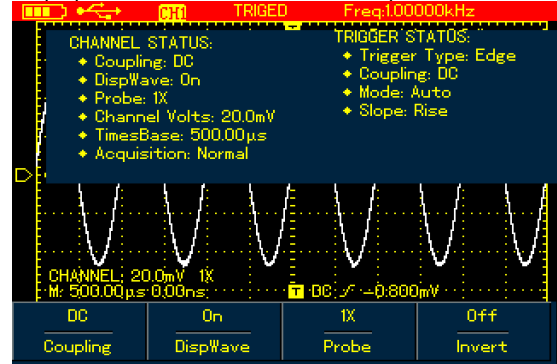 CH1 TRIGED Freq:1.00000kHz
CHANNEL STATUS:
Coupling: DC
DispWave: On
Probe: 1X
Channel Volts: 20.0mV
TimesBase: 500.00µs
Acquisition: Normal
TRIGGER STATUS:
Trigger Type: Edge
Coupling: DC
Mode: Auto
Slope: Rise
CHANNEL: 20.0mV 1X
M: 500.00µs 0.00ns T DC -0.800mV
DC On 1X Off
Coupling DispWave Probe Invert